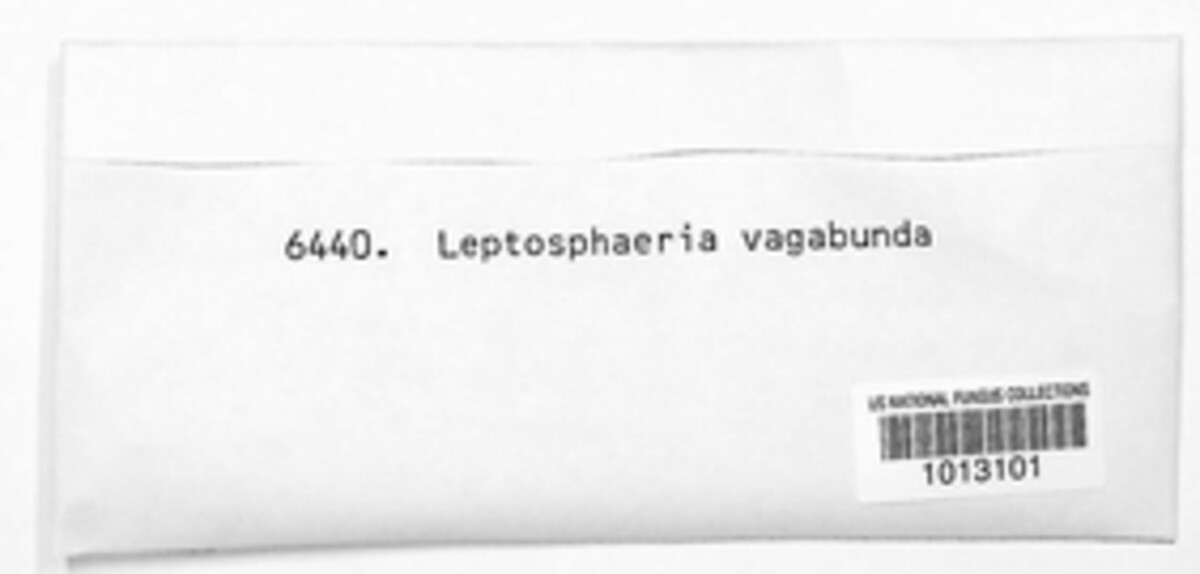 6440. Leptosphaeria vagabunda
US NATIONAL FUNGUS COLLECTIONS
1013101